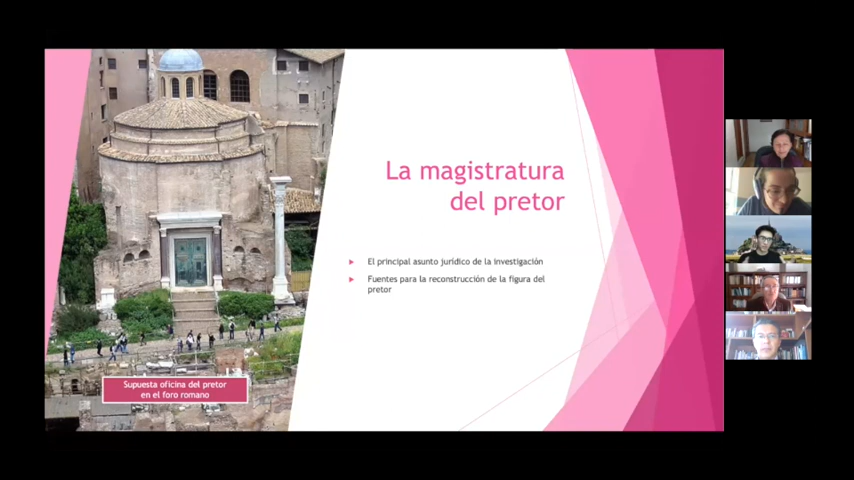 La magistratura
del pretor
El principal asunto jurídico de la investigación
Fuentes para la reconstrucción de la figura del
pretor
Supuesta oficina del pretor
en el foro romano